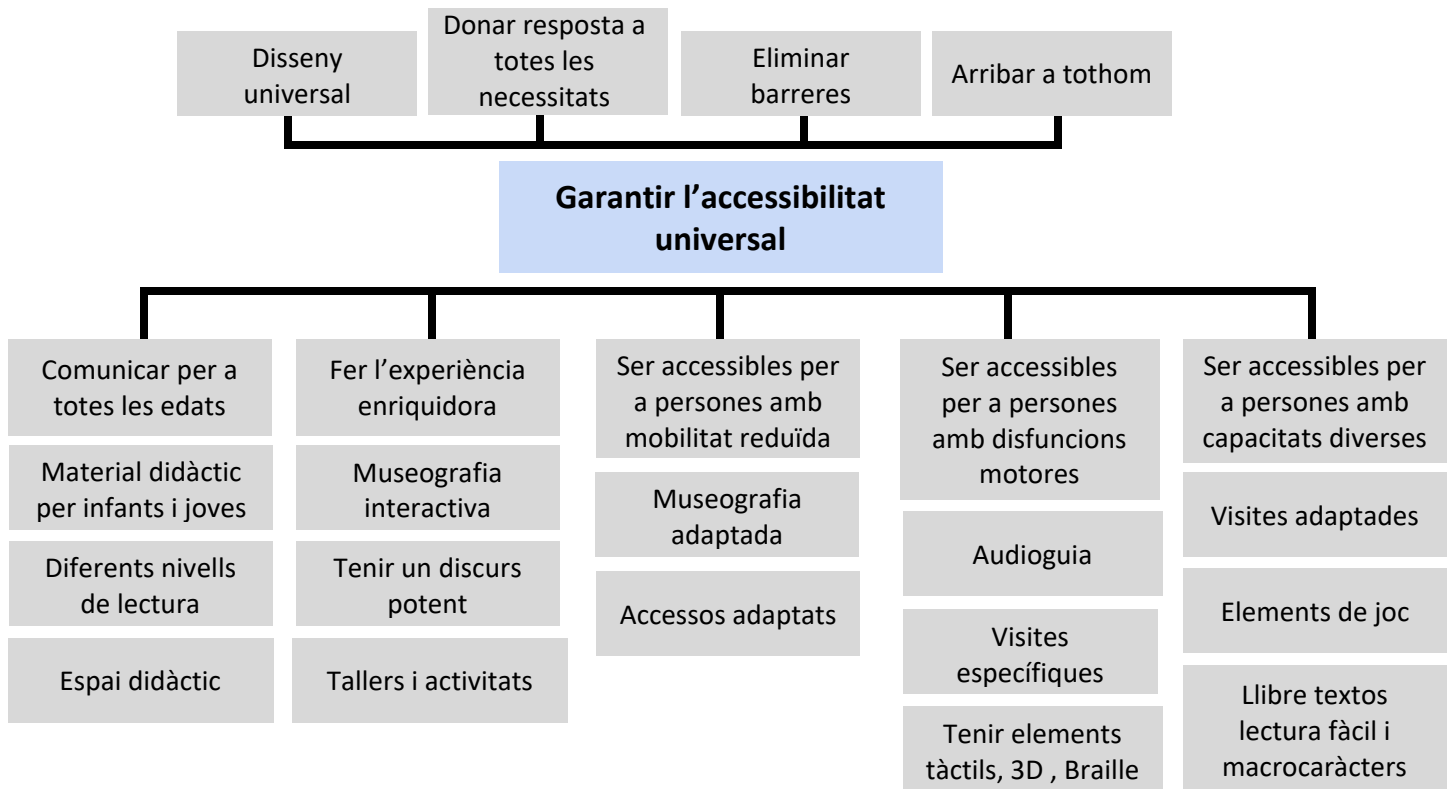 Disseny
universal
Donar resposta a
totes les
necessitats
Eliminar
barreres
Arribar a tothom
Garantir l’accessibilitat
universal
Comunicar per a
totes les edats
Material didàctic
per infants i joves
Diferents nivells
de lectura
Espai didàctic
Fer l’experiència
enriquidora
Museografia
interactiva
Tenir un discurs
potent
Tallers i activitats
Ser accessibles per
a persones amb
mobilitat reduïda
Museografia
adaptada
Accessos adaptats
Ser accessibles
per a persones
amb disfuncions
motores
Audioguia
Visites
específiques
Tenir elements
tàctils, 3D , Braille
Ser accessibles per
a persones amb
capacitats diverses
Visites adaptades
Elements de joc
Llibre textos
lectura fàcil i
macrocaràcters